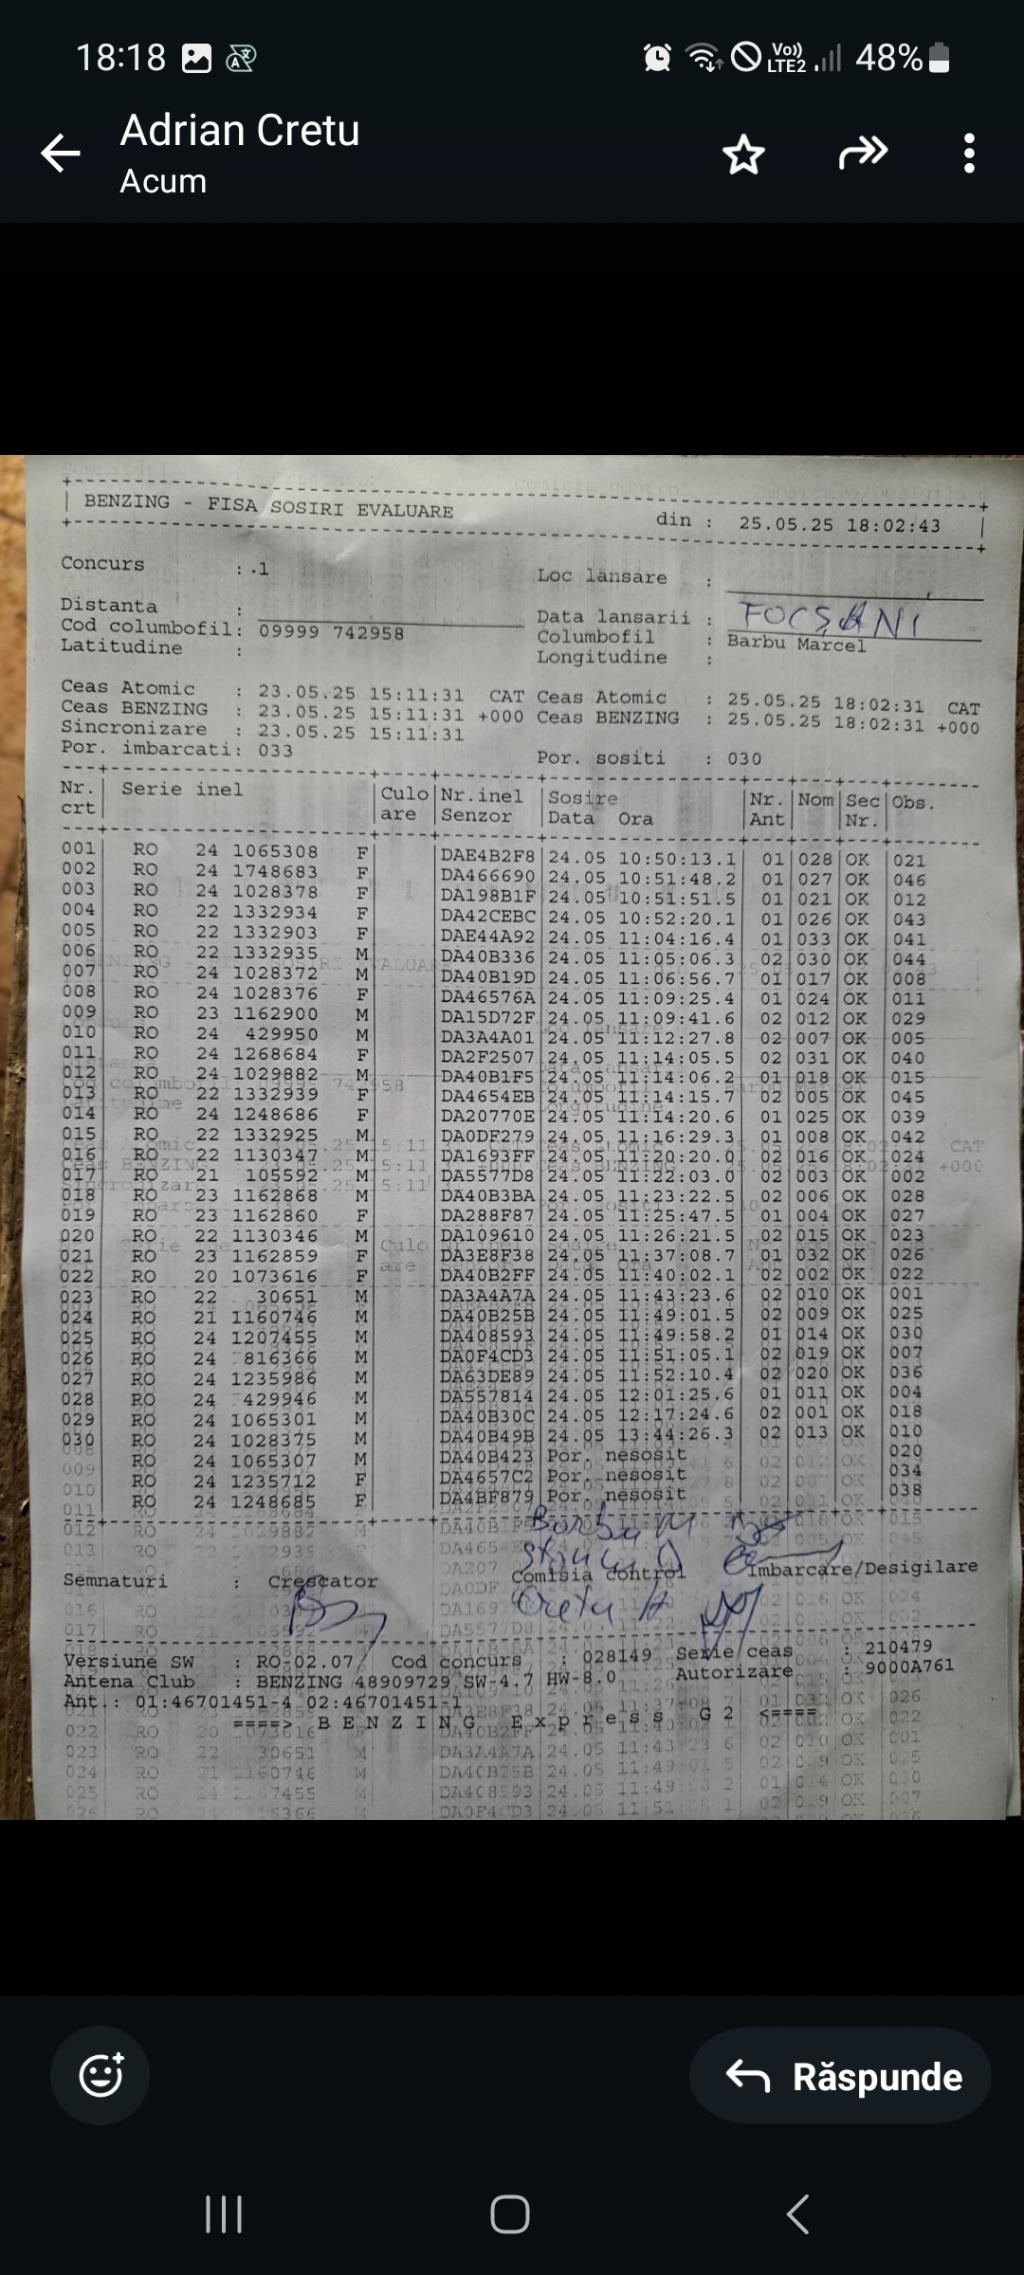 18:18 Vo)) LTE2 48%
Adrian Cretu
Acum
BENZING - FISA SOSIRI EVALUARE din : 25.05.25 18:02:43
Concurs : .1 Loc lansare :
Distanta : Data lansarii : FOCȘANI
Cod columbofil: 09999 742958 Columbofil : Barbu Marcel
Latitudine : Longitudine :
Ceas Atomic : 23.05.25 15:11:31 CAT Ceas Atomic : 25.05.25 18:02:31 CAT
Ceas BENZING : 23.05.25 15:11:31 +000 Ceas BENZING : 25.05.25 18:02:31 +000
Sincronizare : 23.05.25 15:11:31
Por. imbarcati: 033 Por. sositi : 030
Nr. Serie inel Culo Nr.inel Sosire Nr. Nom Sec Obs.
crt are Senzor Data Ora Ant Nr.
001 RO 24 1065308 F DAE4B2F8 24.05 10:50:13.1 01 028 OK 021
002 RO 24 1748683 F DA466690 24.05 10:51:48.2 01 027 OK 046
003 RO 24 1028378 F DA198B1F 24.05 10:51:51.5 01 021 OK 012
004 RO 22 1332934 F DA42CEBC 24.05 10:52:20.1 01 026 OK 043
005 RO 22 1332903 F DAE44A92 24.05 11:04:16.4 01 033 OK 041
006 RO 22 1332935 M DA40B336 24.05 11:05:06.3 02 030 OK 044
007 RO 24 1028372 M DA40B19D 24.05 11:06:56.7 01 017 OK 008
008 RO 24 1028376 F DA46576A 24.05 11:09:25.4 01 024 OK 011
009 RO 23 1162900 M DA15D72F 24.05 11:09:41.6 02 012 OK 029
010 RO 24 429950 M DA3A4A01 24.05 11:12:27.8 02 007 OK 005
011 RO 24 1268684 F DA2F2507 24.05 11:14:05.5 02 031 OK 040
012 RO 24 1029882 M DA40B1F5 24.05 11:14:06.2 01 018 OK 015
013 RO 22 1332939 F DA4654EB 24.05 11:14:15.7 02 005 OK 045
014 RO 24 1248686 F DA20770E 24.05 11:14:20.6 01 025 OK 039
015 RO 22 1332925 M DA0DF279 24.05 11:16:29.3 01 008 OK 042
016 RO 22 1130347 M DA1693FF 24.05 11:20:20.0 02 016 OK 024
017 RO 21 105592 M DA5577D8 24.05 11:22:03.0 02 003 OK 002
018 RO 23 1162868 M DA40B3BA 24.05 11:23:22.5 02 006 OK 028
019 RO 23 1162860 F DA288F87 24.05 11:25:47.5 01 004 OK 027
020 RO 22 1130346 M DA109610 24.05 11:26:21.5 02 015 OK 023
021 RO 23 1162859 F DA3E8F38 24.05 11:37:08.7 01 032 OK 026
022 RO 20 1073616 F DA40B2FF 24.05 11:40:02.1 02 002 OK 022
023 RO 22 30651 M DA3A4A7A 24.05 11:43:23.6 02 010 OK 001
024 RO 21 1160746 M DA40B25B 24.05 11:49:01.5 02 009 OK 025
025 RO 24 1207455 M DA408593 24.05 11:49:58.2 01 014 OK 030
026 RO 24 816366 M DA0F4CD3 24.05 11:51:05.1 02 019 OK 007
027 RO 24 1235986 M DA63DE89 24.05 11:52:10.4 02 020 OK 036
028 RO 24 429946 M DA557814 24.05 12:01:25.6 01 011 OK 004
029 RO 24 1065301 M DA40B30C 24.05 12:17:24.6 02 001 OK 018
030 RO 24 1028375 M DA40B49B 24.05 13:44:26.3 02 013 OK 010
RO 24 1065307 M DA40B423 Por. nesosit 020
RO 24 1235712 F DA4657C2 Por. nesosit 034
RO 24 1248685 F DA4BF879 Por. nesosit 038
Barbu M
Semnaturi : Crescator Comisia control Imbarcare/Desigilare
Cretu A
Versiune SW : RO-02.07 Cod concurs : 028149 Serie ceas : 210479
Antena Club : BENZING 48909729 SW-4.7 HW-8.0 Autorizare : 9000A761
Ant.: 01:46701451-4 02:46701451-1
====> B E N Z I N G E x p r e s s G 2 <====
Răspunde